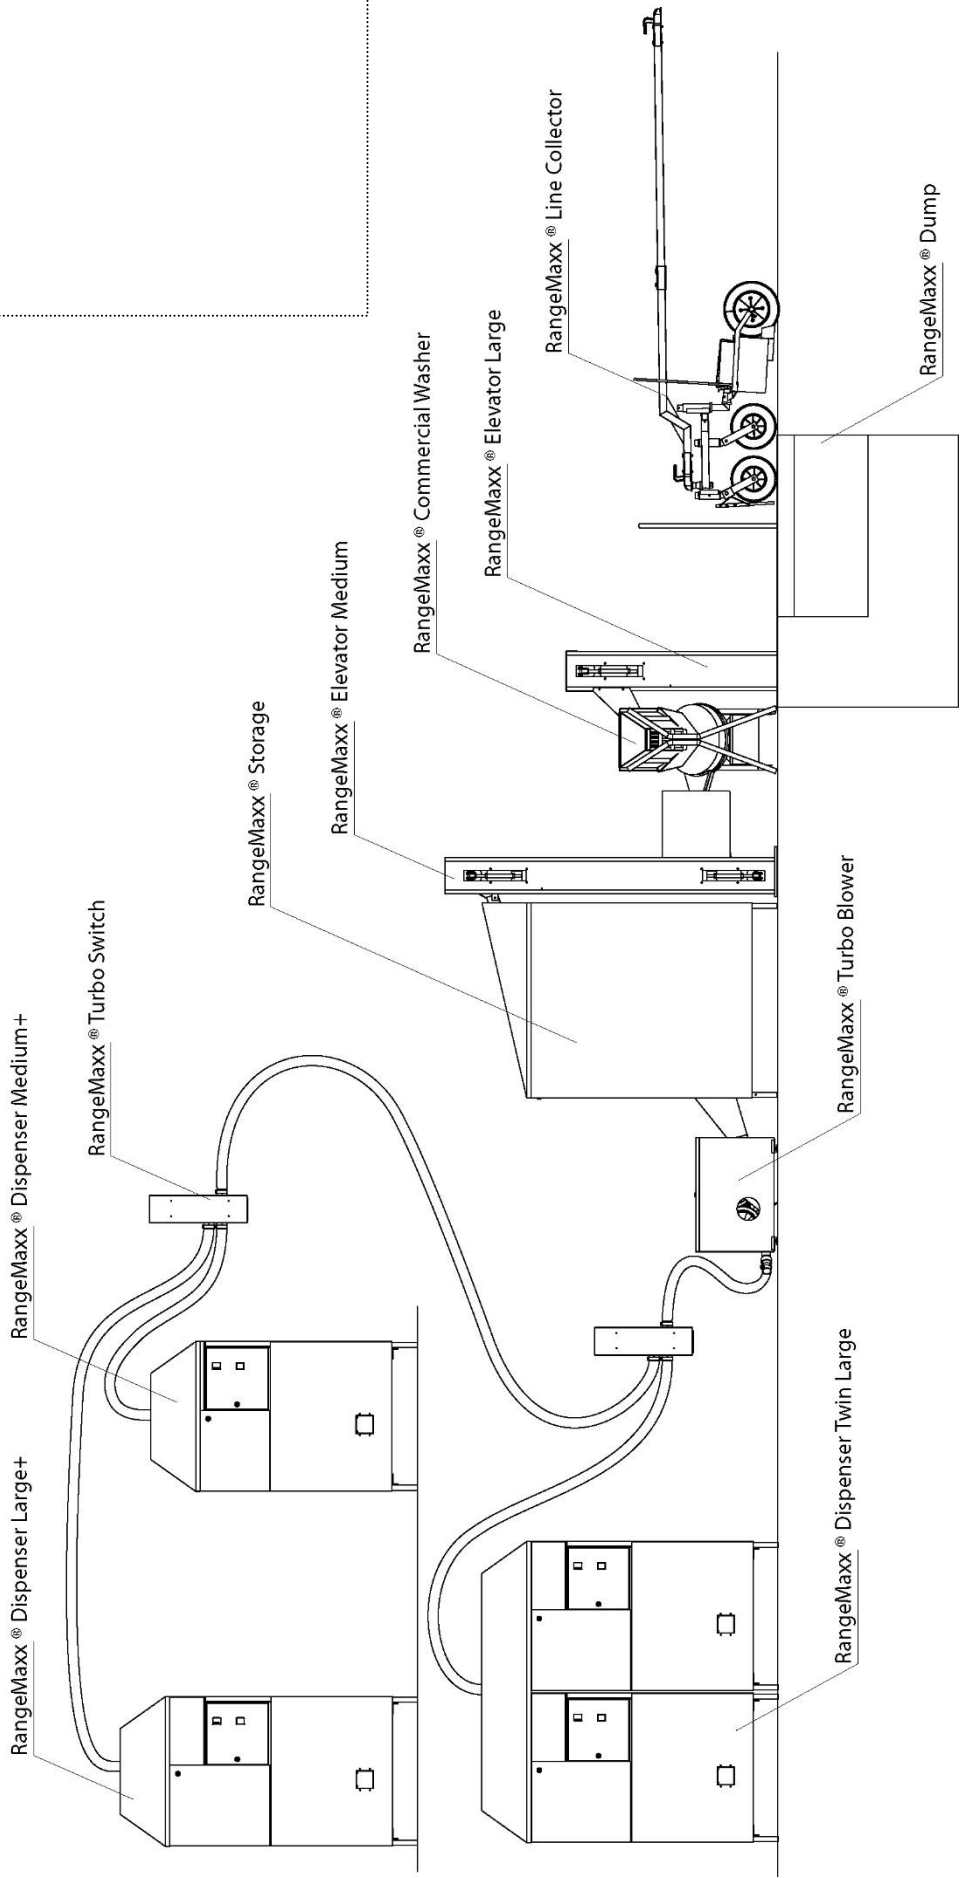 RangeMaxx® Dispenser Large+
RangeMaxx® Dispenser Medium+
RangeMaxx® Turbo Switch
RangeMaxx® Storage
RangeMaxx® Elevator Medium
RangeMaxx® Commercial Washer
RangeMaxx® Elevator Large
RangeMaxx® Line Collector
RangeMaxx® Dispenser Twin Large
RangeMaxx® Turbo Blower
RangeMaxx® Dump